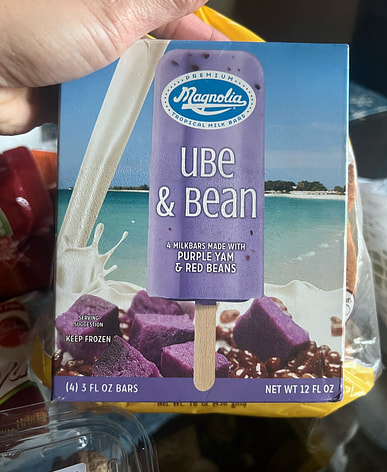 PREMIUM
Magnolia
TROPICAL MILK BARS
UBE
& BEAN
4 MILKBARS MADE WITH
PURPLE YAM
& RED BEANS
SERVING
SUGGESTION
KEEP FROZEN
(4) 3 FL OZ BARS
NET WT 12 FL OZ